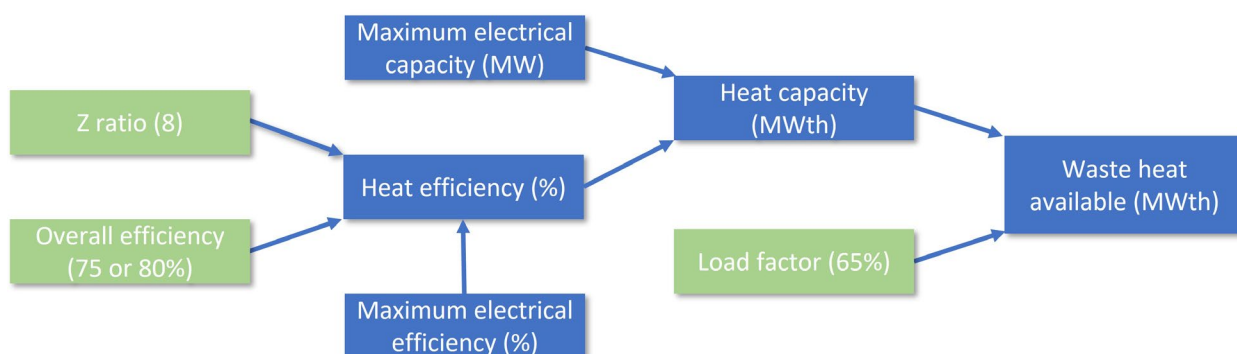 Maximum electrical
capacity (MW)
Z ratio (8)
Heat capacity
(MWth)
Heat efficiency (%)
Waste heat
available (MWth)
Overall efficiency
(75 or 80%)
Load factor (65%)
Maximum electrical
efficiency (%)